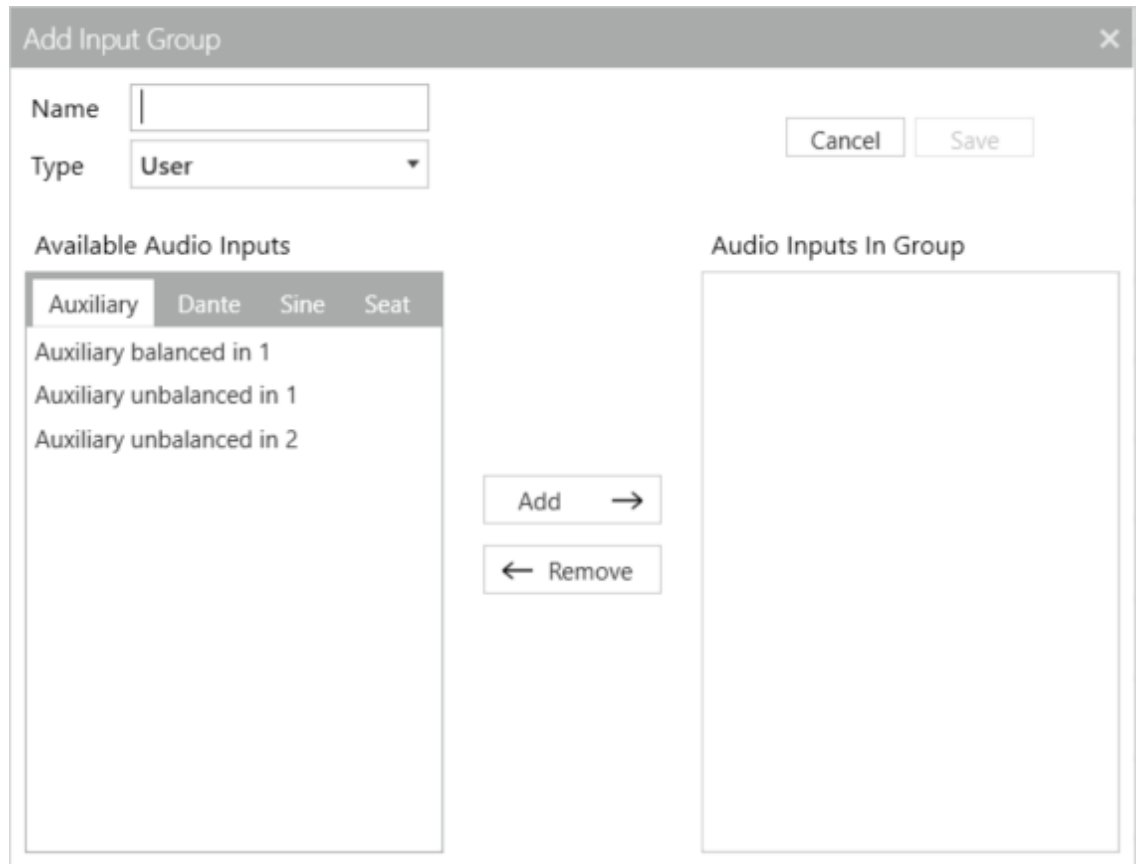 Add Input Group
Name
Cancel Save
Type User
Available Audio Inputs
Audio Inputs In Group
Auxiliary Dante Sine Seat
Auxiliary balanced in 1
Auxiliary unbalanced in 1
Auxiliary unbalanced in 2
Add →
← Remove